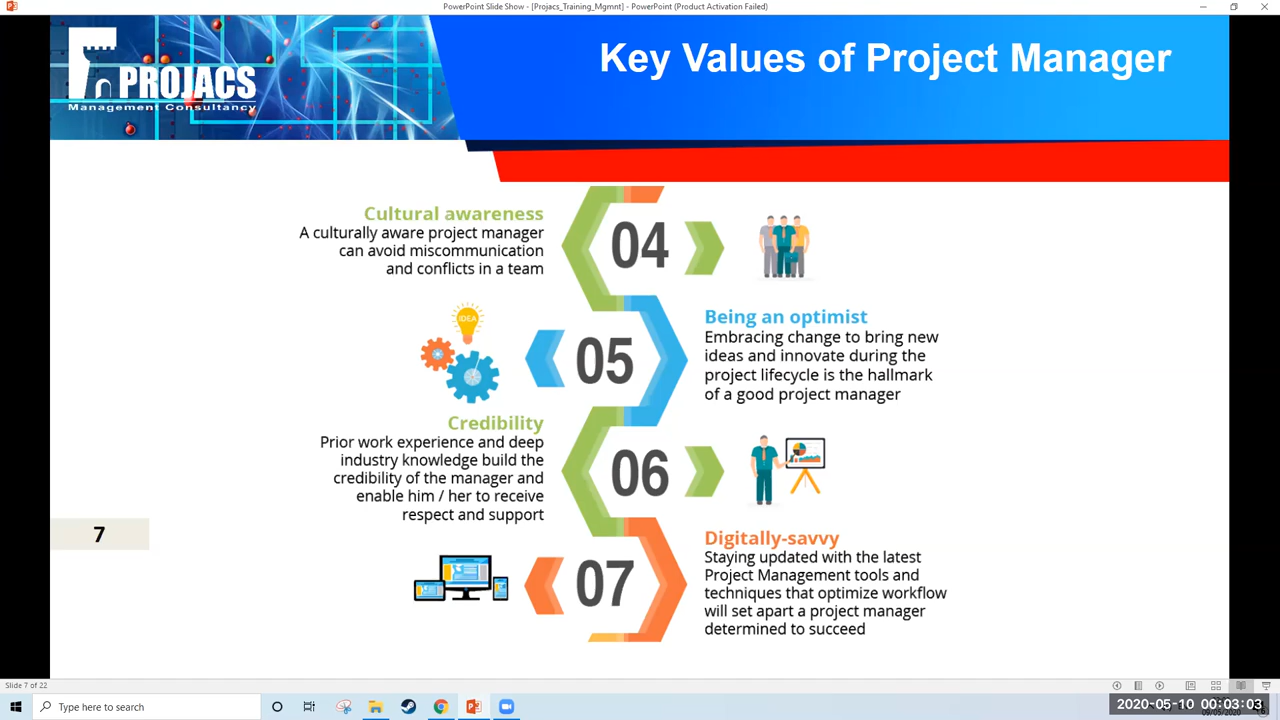 PowerPoint Slide Show - [Projacs_Training_Mgmnt] - PowerPoint (Product Activation Failed)
PROJACS
Management Consultancy
Key Values of Project Manager
Cultural awareness
A culturally aware project manager
can avoid miscommunication
and conflicts in a team
04
IDEA
05
Being an optimist
Embracing change to bring new
ideas and innovate during the
project lifecycle is the hallmark
of a good project manager
Credibility
Prior work experience and deep
industry knowledge build the
credibility of the manager and
enable him / her to receive
respect and support
06
7
07
Digitally-savvy
Staying updated with the latest
Project Management tools and
techniques that optimize workflow
will set apart a project manager
determined to succeed
Slide 7 of 22
Type here to search
2020-05-10 00:03:03